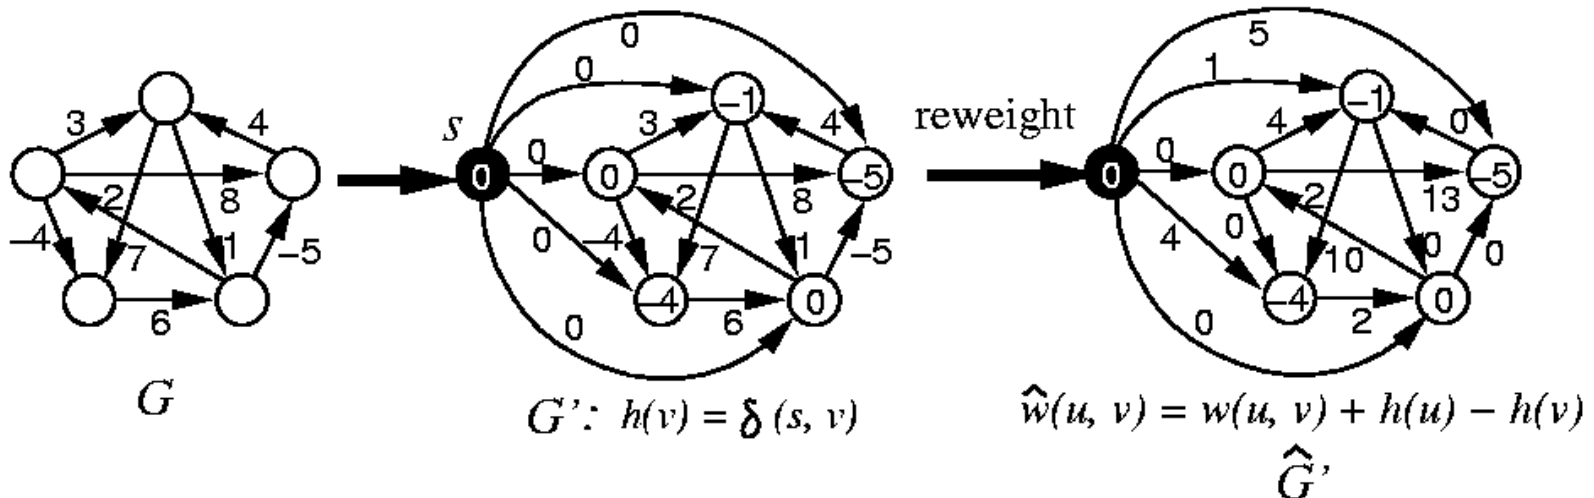 0 5
0 1
3 4 s 3 –1 4 reweight 4 –1 0
0 0 0 –5 0 0 0 –5
2 8 2 8 2 13
–4 7 1 –5 0 –4 7 1 –5 4 0 10 0 0
6 –4 6 0 –4 2 0
0 0
G
G’: h(v) = δ (s, v)
ŵ(u, v) = w(u, v) + h(u) – h(v)
Ĝ’